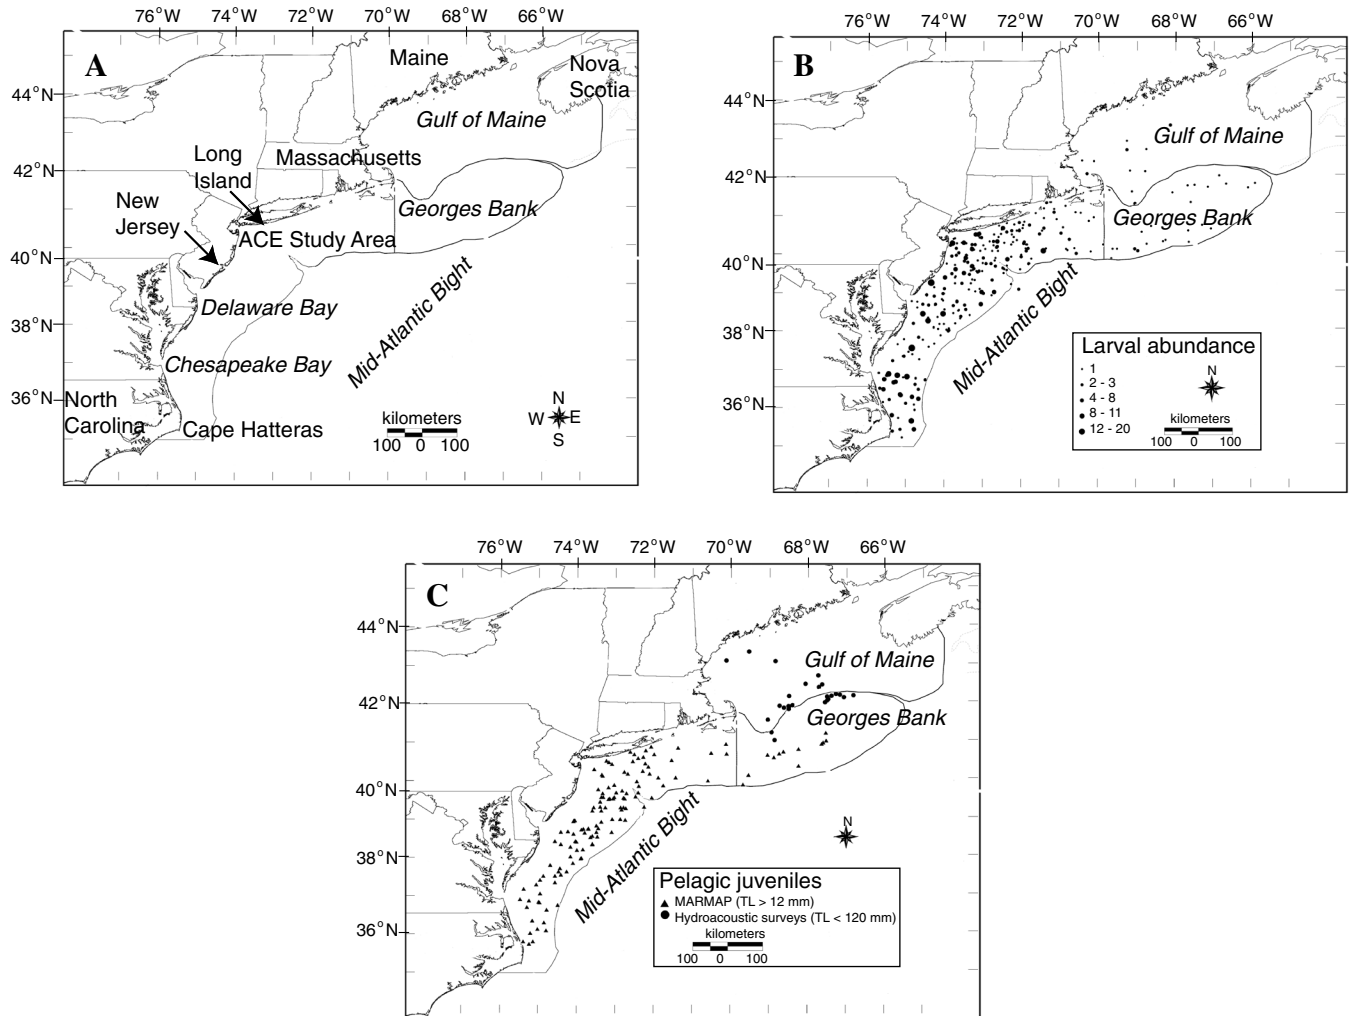 76°W 74°W 72°W 70°W 68°W 66°W
A
Maine
Nova
Scotia
44°N
Gulf of Maine
Long
Island
Massachusetts
42°N
New
Jersey
Georges Bank
ACE Study Area
40°N
Delaware Bay
38°N
Mid-Atlantic Bight
Chesapeake Bay
36°N
North
Carolina
Cape Hatteras
kilometers
100 0 100
N
W E
S
76°W 74°W 72°W 70°W 68°W 66°W
B
44°N
Gulf of Maine
42°N
Georges Bank
40°N
Mid-Atlantic Bight
38°N
36°N
Larval abundance
1
2 - 3
4 - 8
8 - 11
12 - 20
N
kilometers
100 0 100
76°W 74°W 72°W 70°W 68°W 66°W
C
44°N
Gulf of Maine
42°N
Georges Bank
40°N
Mid-Atlantic Bight
38°N
36°N
N
Pelagic juveniles
MARMAP (TL > 12 mm)
Hydroacoustic surveys (TL < 120 mm)
kilometers
100 0 100